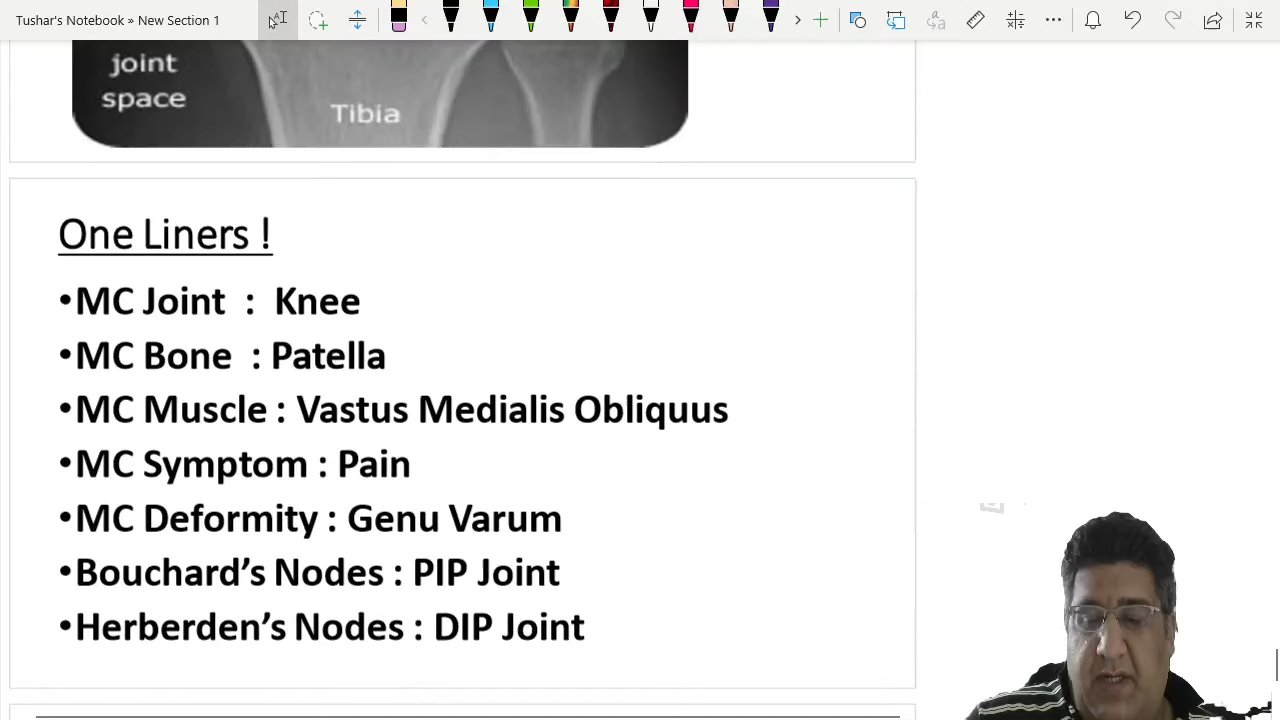 Tushar's Notebook » New Section 1
joint
space
Tibia
One Liners !
•MC Joint : Knee
•MC Bone : Patella
•MC Muscle : Vastus Medialis Obliquus
•MC Symptom : Pain
•MC Deformity : Genu Varum
•Bouchard's Nodes : PIP Joint
•Herberden's Nodes : DIP Joint